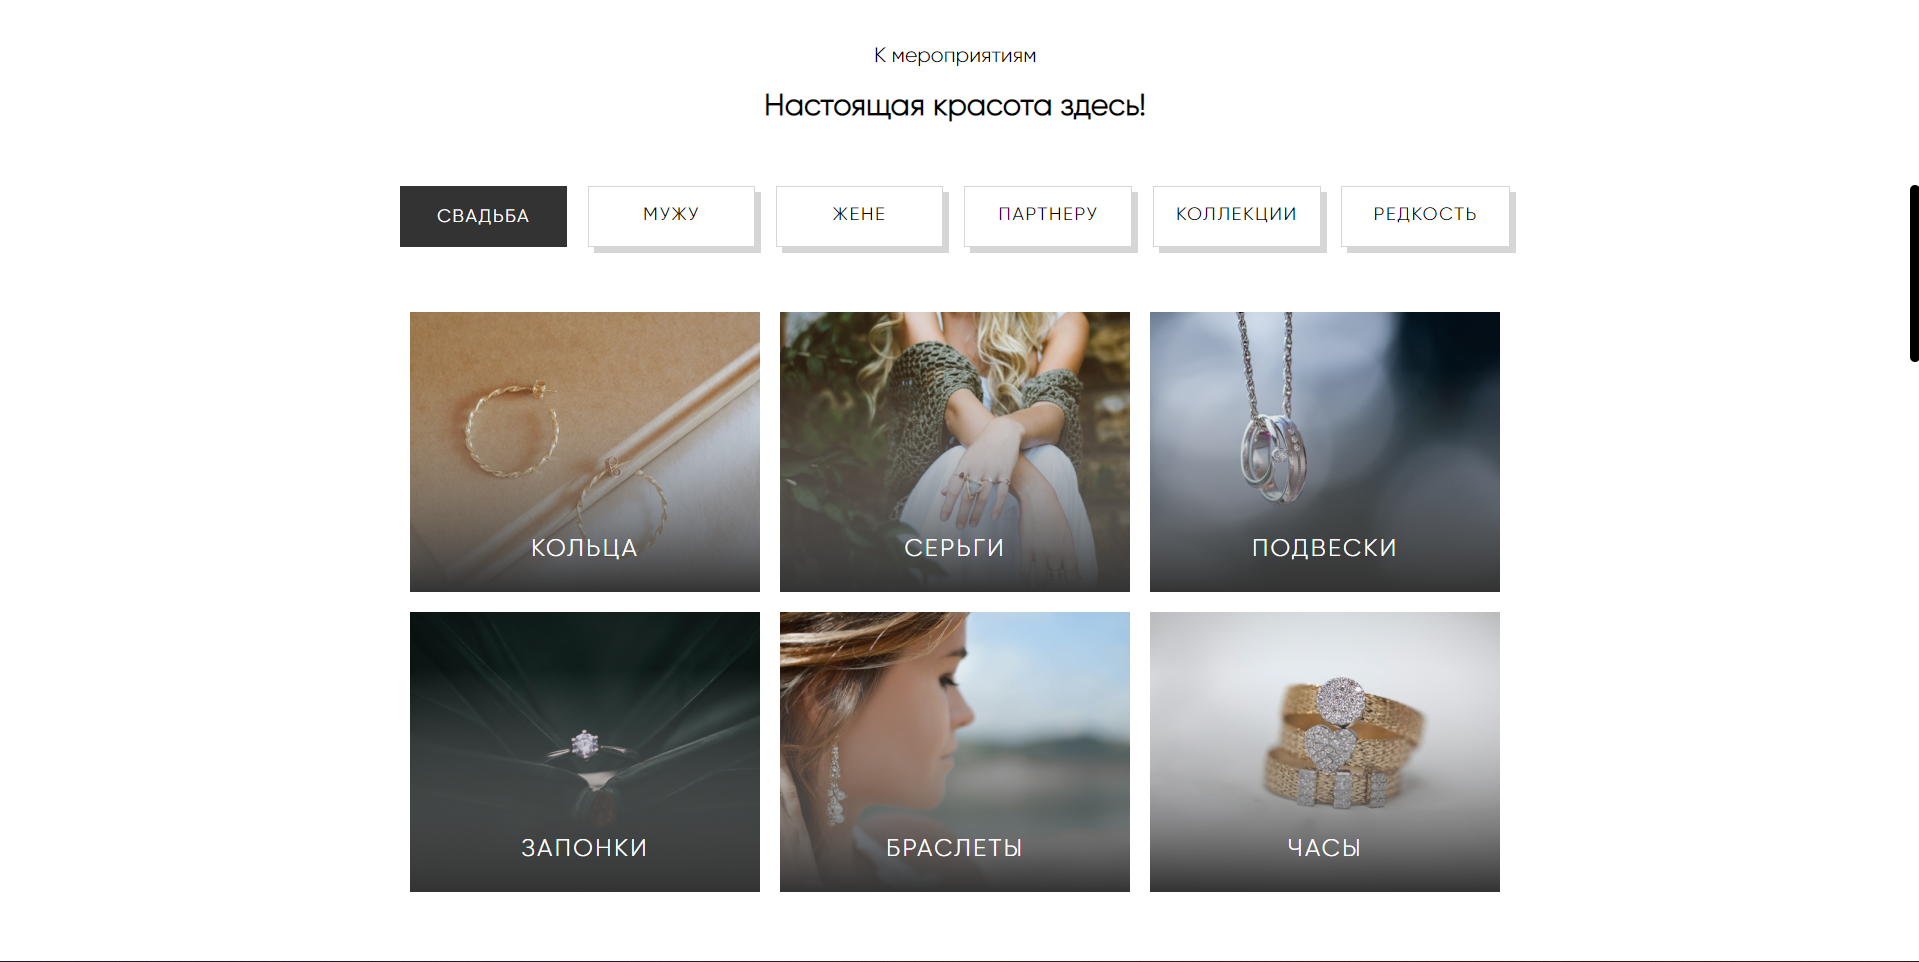 К мероприятиям
Настоящая красота здесь!
СВАДЬБА
МУЖУ
ЖЕНЕ
ПАРТНЕРУ
КОЛЛЕКЦИИ
РЕДКОСТЬ
КОЛЬЦА
СЕРЬГИ
ПОДВЕСКИ
ЗАПОНКИ
БРАСЛЕТЫ
ЧАСЫ